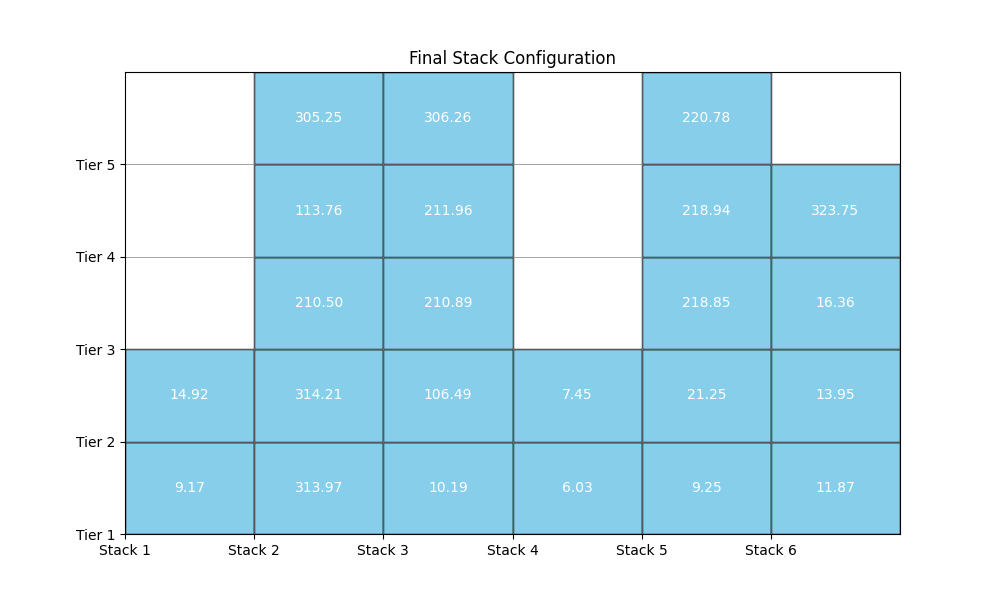 Final Stack Configuration
305.25 306.26 220.78
Tier 5
113.76 211.96 218.94 323.75
Tier 4
210.50 210.89 218.85 16.36
Tier 3
14.92 314.21 106.49 7.45 21.25 13.95
Tier 2
9.17 313.97 10.19 6.03 9.25 11.87
Tier 1
Stack 1 Stack 2 Stack 3 Stack 4 Stack 5 Stack 6